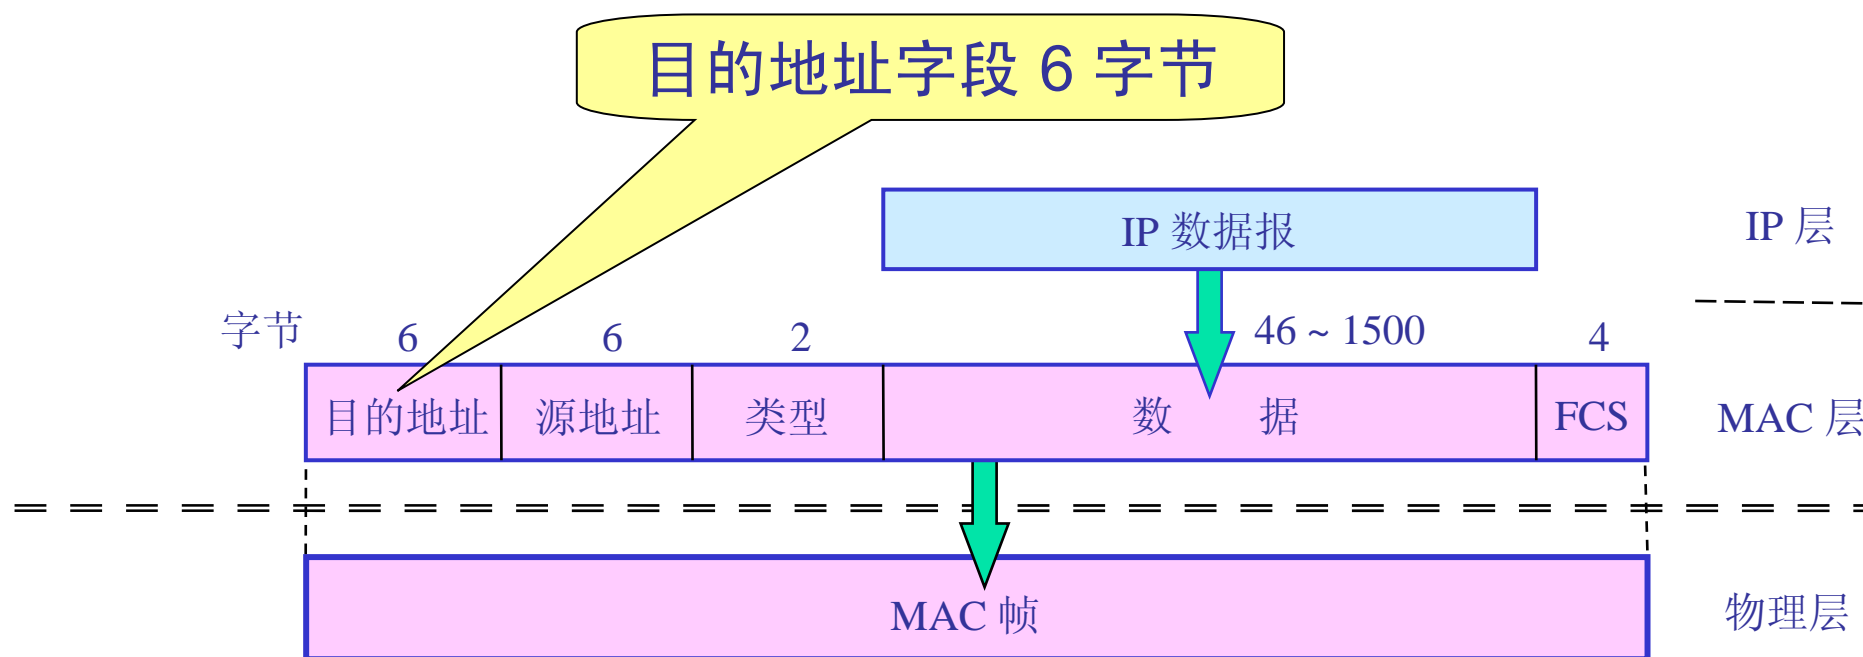 目的地址字段 6 字节
IP 数据报
IP 层
字节
6
6
2
46 ~ 1500
4
目的地址
源地址
类型
数 据
FCS
MAC 层
MAC 帧
物理层